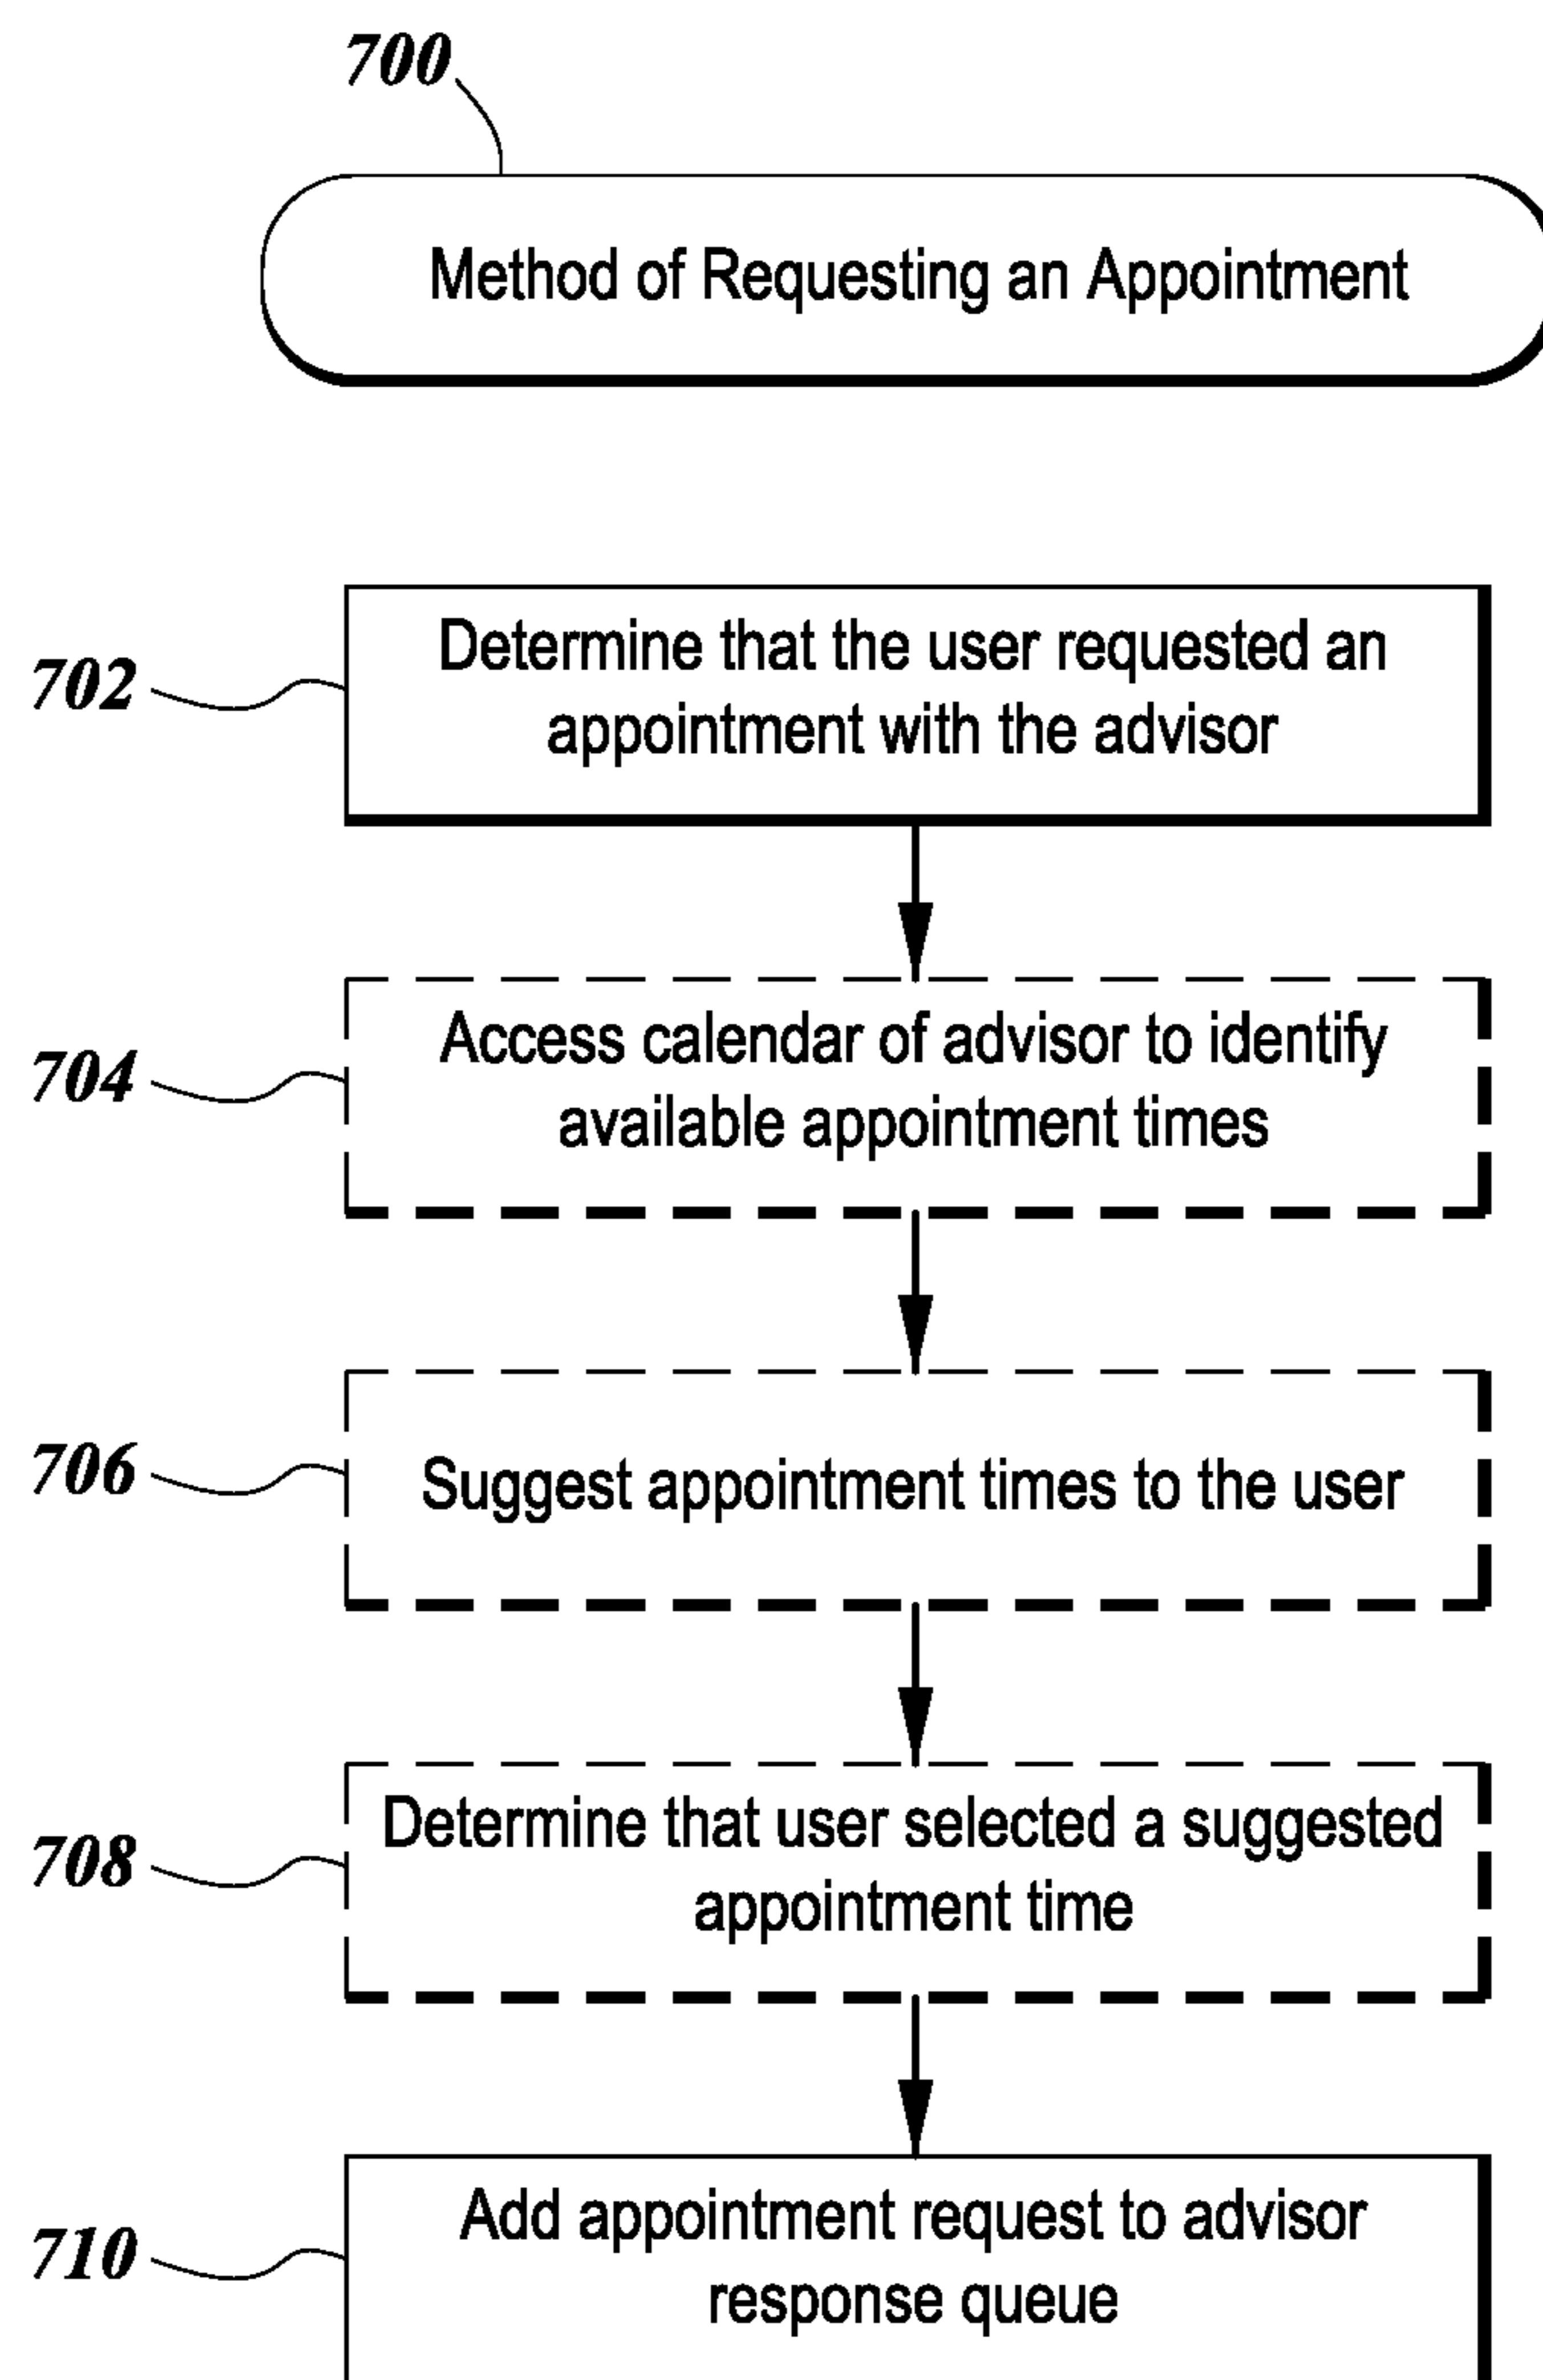 700
Method of Requesting an Appointment
702
Determine that the user requested an
appointment with the advisor
704
Access calendar of advisor to identify
available appointment times
706
Suggest appointment times to the user
708
Determine that user selected a suggested
appointment time
710
Add appointment request to advisor
response queue